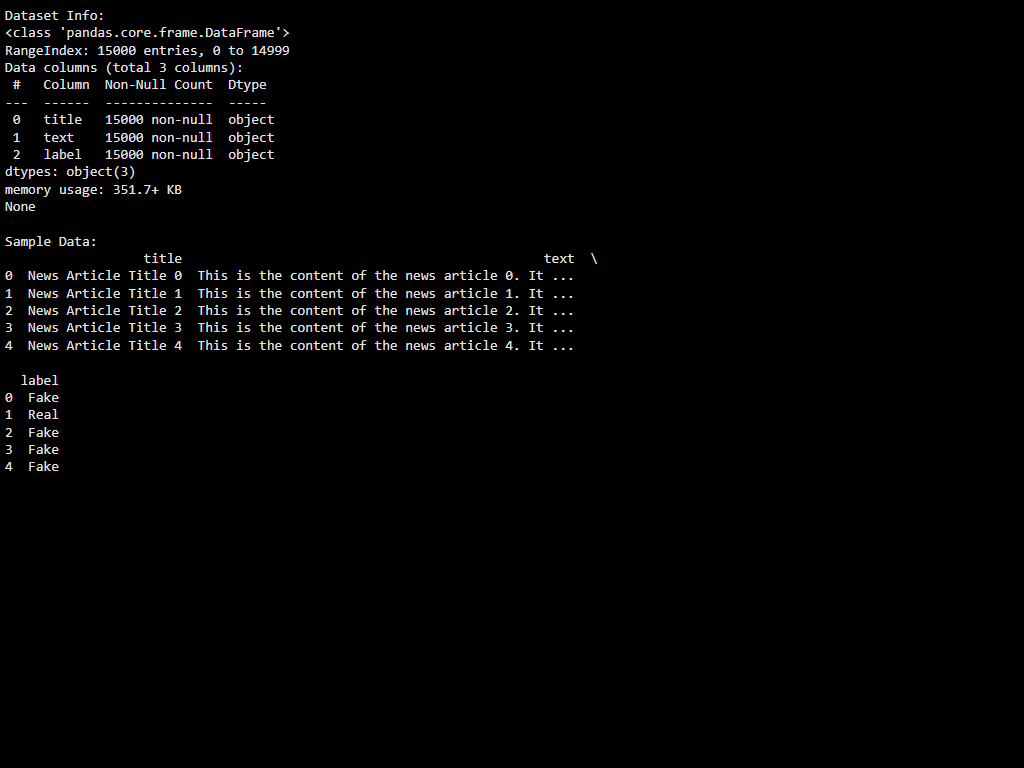 Dataset Info:
<class 'pandas.core.frame.DataFrame'>
RangeIndex: 15000 entries, 0 to 14999
Data columns (total 3 columns):
 #   Column  Non-Null Count  Dtype
---  ------  --------------  -----
 0   title   15000 non-null  object
 1   text    15000 non-null  object
 2   label   15000 non-null  object
dtypes: object(3)
memory usage: 351.7+ KB
None

Sample Data:
                  title                                               text  \
0  News Article Title 0  This is the content of the news article 0. It ...
1  News Article Title 1  This is the content of the news article 1. It ...
2  News Article Title 2  This is the content of the news article 2. It ...
3  News Article Title 3  This is the content of the news article 3. It ...
4  News Article Title 4  This is the content of the news article 4. It ...

  label
0  Fake
1  Real
2  Fake
3  Fake
4  Fake